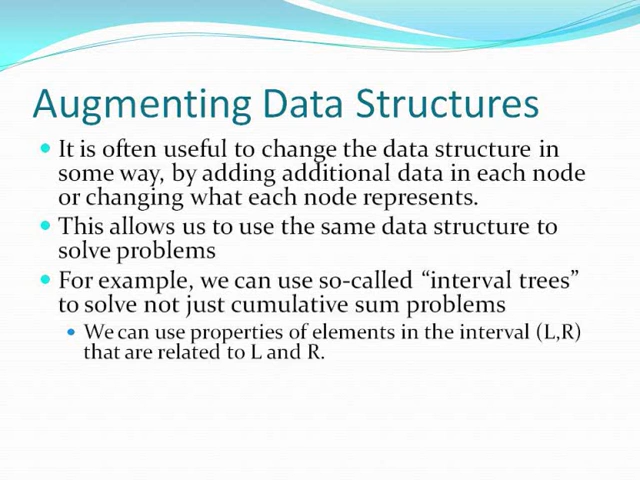 Augmenting Data Structures
It is often useful to change the data structure in
some way, by adding additional data in each node
or changing what each node represents.
This allows us to use the same data structure to
solve problems
For example, we can use so-called “interval trees”
to solve not just cumulative sum problems
We can use properties of elements in the interval (L,R)
that are related to L and R.